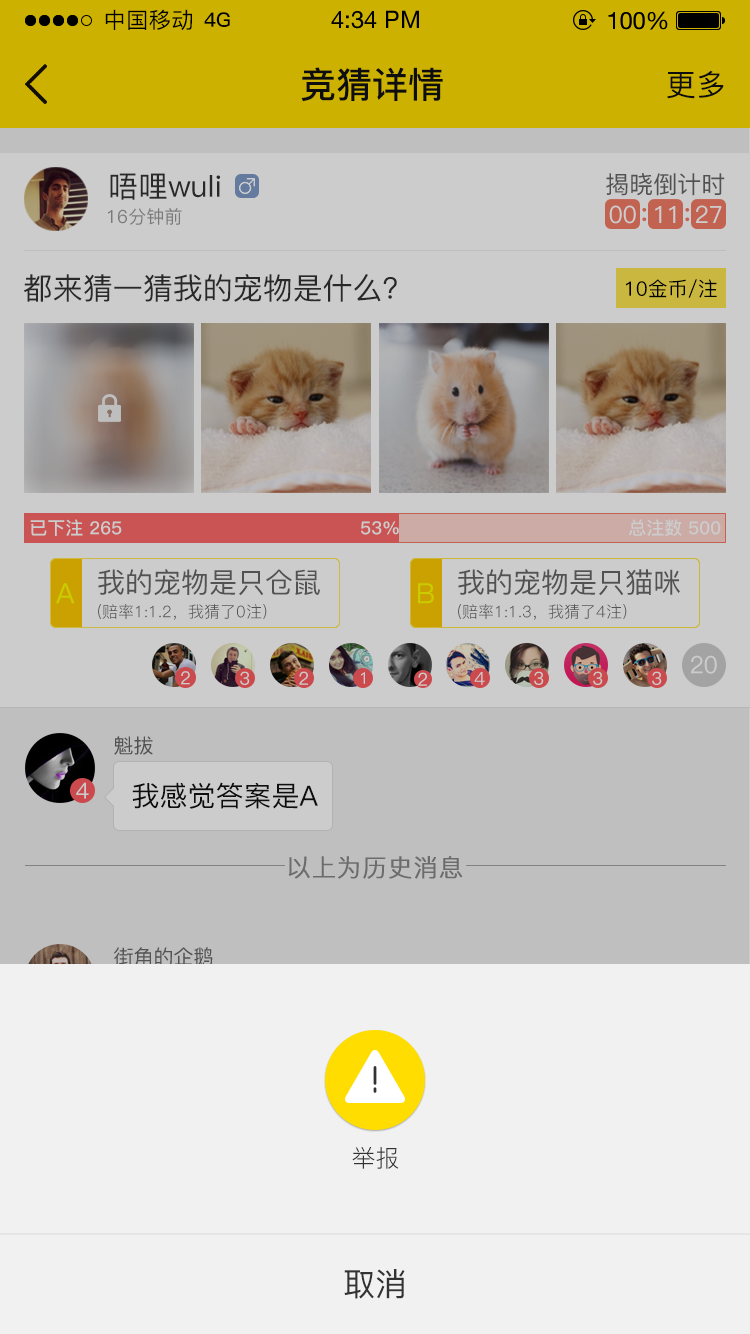 中国移动 4G 4:34 PM 100%
竞猜详情 更多
唔哩wuli 揭晓倒计时
16分钟前 00:11:27
都来猜一猜我的宠物是什么? 10金币/注
已下注 265 53% 总注数 500
A 我的宠物是只仓鼠 B 我的宠物是只猫咪
(赔率1:1.2，我猜了0注) (赔率1:1.3，我猜了4注)
2 3 2 1 2 4 3 3 3 20
魁拔
4 我感觉答案是A
以上为历史消息
街角的企鹅
举报
取消